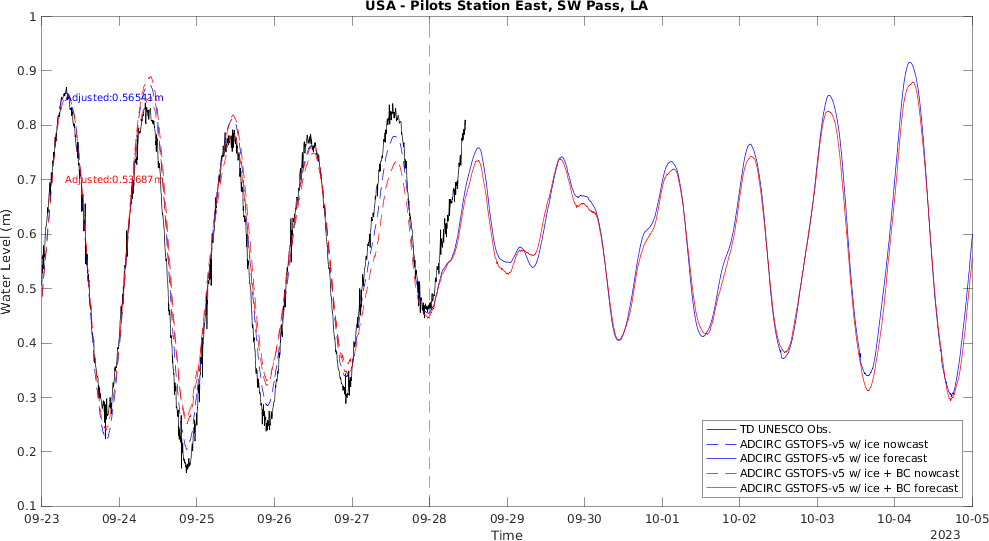 USA - Pilots Station East, SW Pass, LA
1
0.9
Adjusted:0.56541m
0.8
0.7
Adjusted:0.53687m
Water Level (m)
0.6
0.5
0.4
0.3
0.2
0.1
TD UNESCO Obs.
ADCIRC GSTOFS-v5 w/ ice nowcast
ADCIRC GSTOFS-v5 w/ ice forecast
ADCIRC GSTOFS-v5 w/ ice + BC nowcast
ADCIRC GSTOFS-v5 w/ ice + BC forecast
09-23 09-24 09-25 09-26 09-27 09-28 09-29 09-30 10-01 10-02 10-03 10-04 10-05
Time
2023